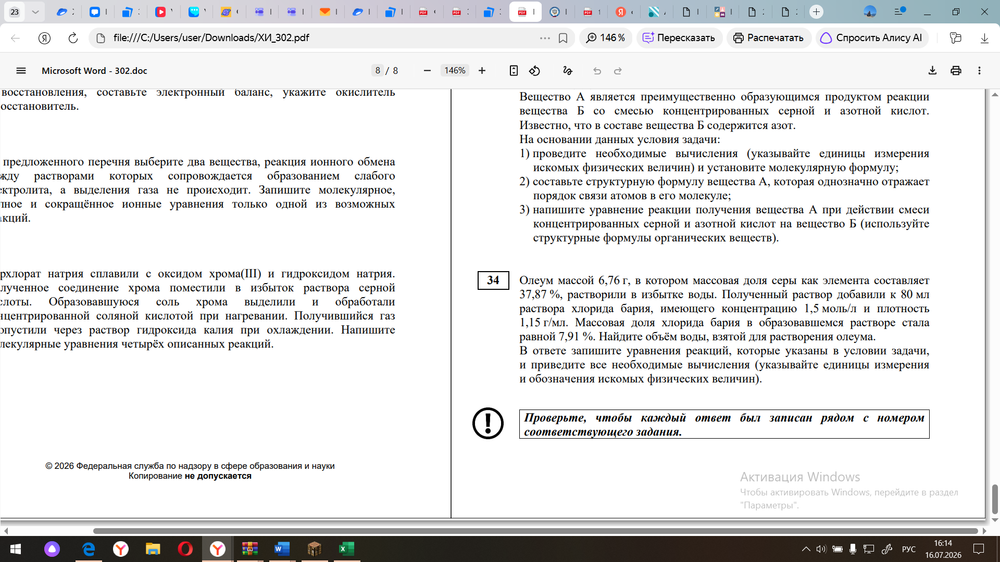 23
file:///C:/Users/user/Downloads/ХИ_302.pdf
146 %
Пересказать
Распечатать
Спросить Алису AI
Microsoft Word - 302.doc
8 / 8
146%
восстановления, составьте электронный баланс, укажите окислитель
осстановитель.
предложенного перечня выберите два вещества, реакция ионного обмена
жду растворами которых сопровождается образованием слабого
ектролита, а выделения газа не происходит. Запишите молекулярное,
лное и сокращённое ионные уравнения только одной из возможных
акций.
рхлорат натрия сплавили с оксидом хрома(III) и гидроксидом натрия.
лученное соединение хрома поместили в избыток раствора серной
слоты. Образовавшуюся соль хрома выделили и обработали
нцентрированной соляной кислотой при нагревании. Получившийся газ
опустили через раствор гидроксида калия при охлаждении. Напишите
лекулярные уравнения четырёх описанных реакций.
© 2026 Федеральная служба по надзору в сфере образования и науки
Копирование не допускается
Вещество А является преимущественно образующимся продуктом реакции
вещества Б со смесью концентрированных серной и азотной кислот.
Известно, что в составе вещества Б содержится азот.
На основании данных условия задачи:
1) проведите необходимые вычисления (указывайте единицы измерения
искомых физических величин) и установите молекулярную формулу;
2) составьте структурную формулу вещества А, которая однозначно отражает
порядок связи атомов в его молекуле;
3) напишите уравнение реакции получения вещества А при действии смеси
концентрированных серной и азотной кислот на вещество Б (используйте
структурные формулы органических веществ).
34
Олеум массой 6,76 г, в котором массовая доля серы как элемента составляет
37,87 %, растворили в избытке воды. Полученный раствор добавили к 80 мл
раствора хлорида бария, имеющего концентрацию 1,5 моль/л и плотность
1,15 г/мл. Массовая доля хлорида бария в образовавшемся растворе стала
равной 7,91 %. Найдите объём воды, взятой для растворения олеума.
В ответе запишите уравнения реакций, которые указаны в условии задачи,
и приведите все необходимые вычисления (указывайте единицы измерения
и обозначения искомых физических величин).
Проверьте, чтобы каждый ответ был записан рядом с номером
соответствующего задания.
Активация Windows
Чтобы активировать Windows, перейдите в раздел
"Параметры".
РУС
16:14
16.07.2026